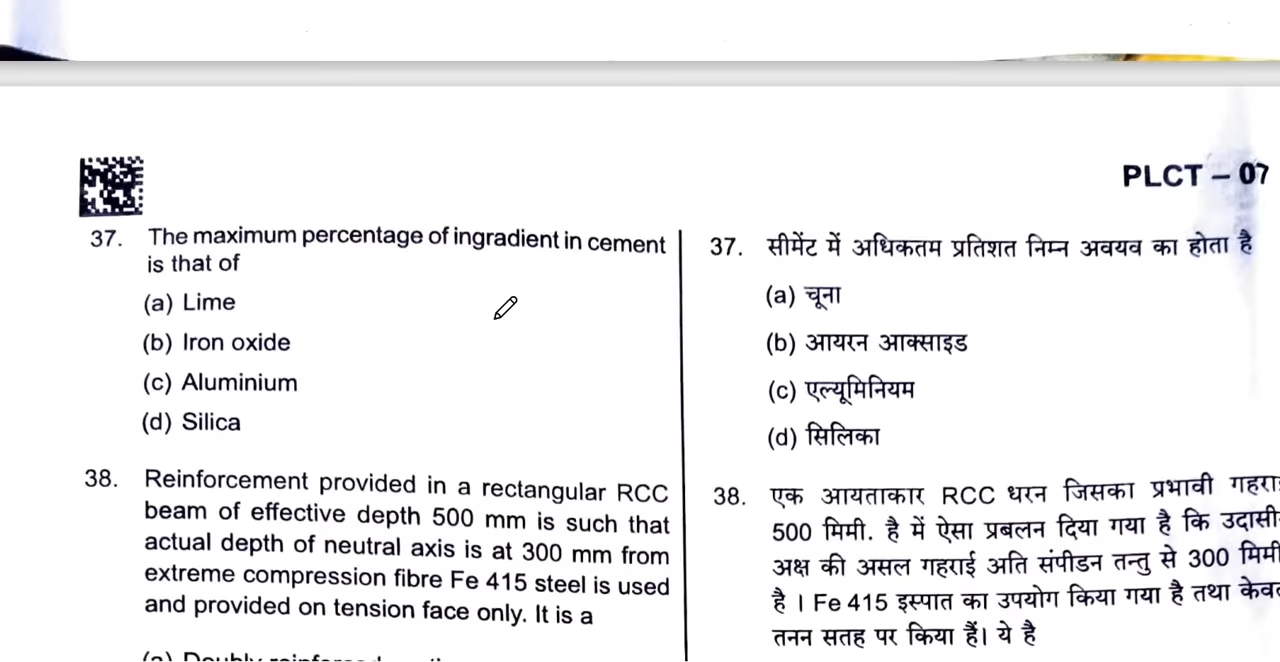 PLCT – 07
37. The maximum percentage of ingradient in cement
is that of
(a) Lime
(b) Iron oxide
(c) Aluminium
(d) Silica
38. Reinforcement provided in a rectangular RCC
beam of effective depth 500 mm is such that
actual depth of neutral axis is at 300 mm from
extreme compression fibre Fe 415 steel is used
and provided on tension face only. It is a
37. सीमेंट में अधिकतम प्रतिशत निम्न अवयव का होता है
(a) चूना
(b) आयरन आक्साइड
(c) एल्यूमिनियम
(d) सिलिका
38. एक आयताकार RCC धरन जिसका प्रभावी
500 मिमी. है में ऐसा प्रबलन दिया गया है कि
अक्ष की असल गहराई अति संपीडन तन्तु से 300 मिमी
है । Fe 415 इस्पात का उपयोग किया गया है तथा
तनन सतह पर किया हैं। ये है